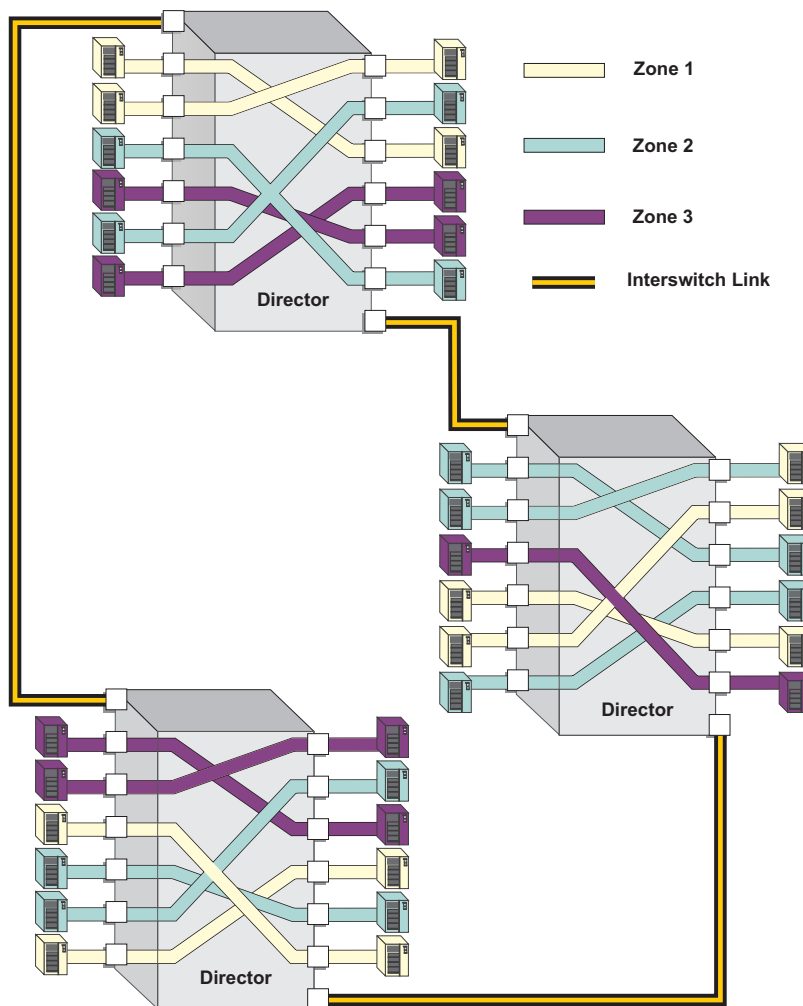 Zone 1
Zone 2
Zone 3
Interswitch Link
Director
Director
Director